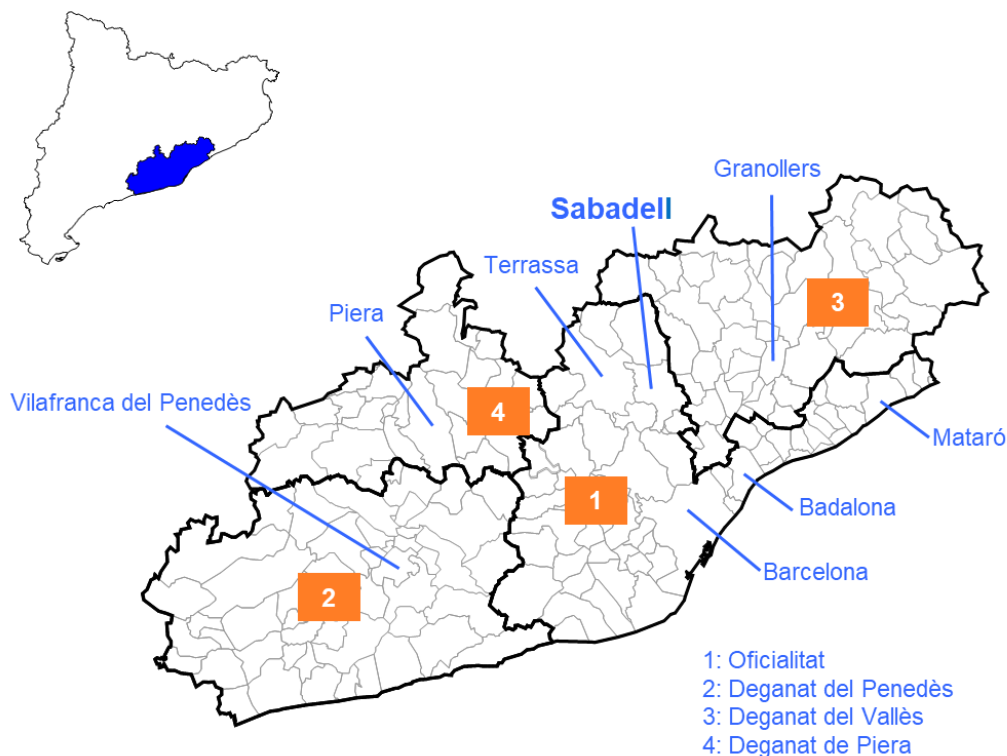 Granollers
Sabadell
Terrassa
3
Piera
Vilafranca del Penedès
4
Mataró
1
Badalona
Barcelona
2
1: Oficialitat
2: Deganat del Penedès
3: Deganat del Vallès
4: Deganat de Piera